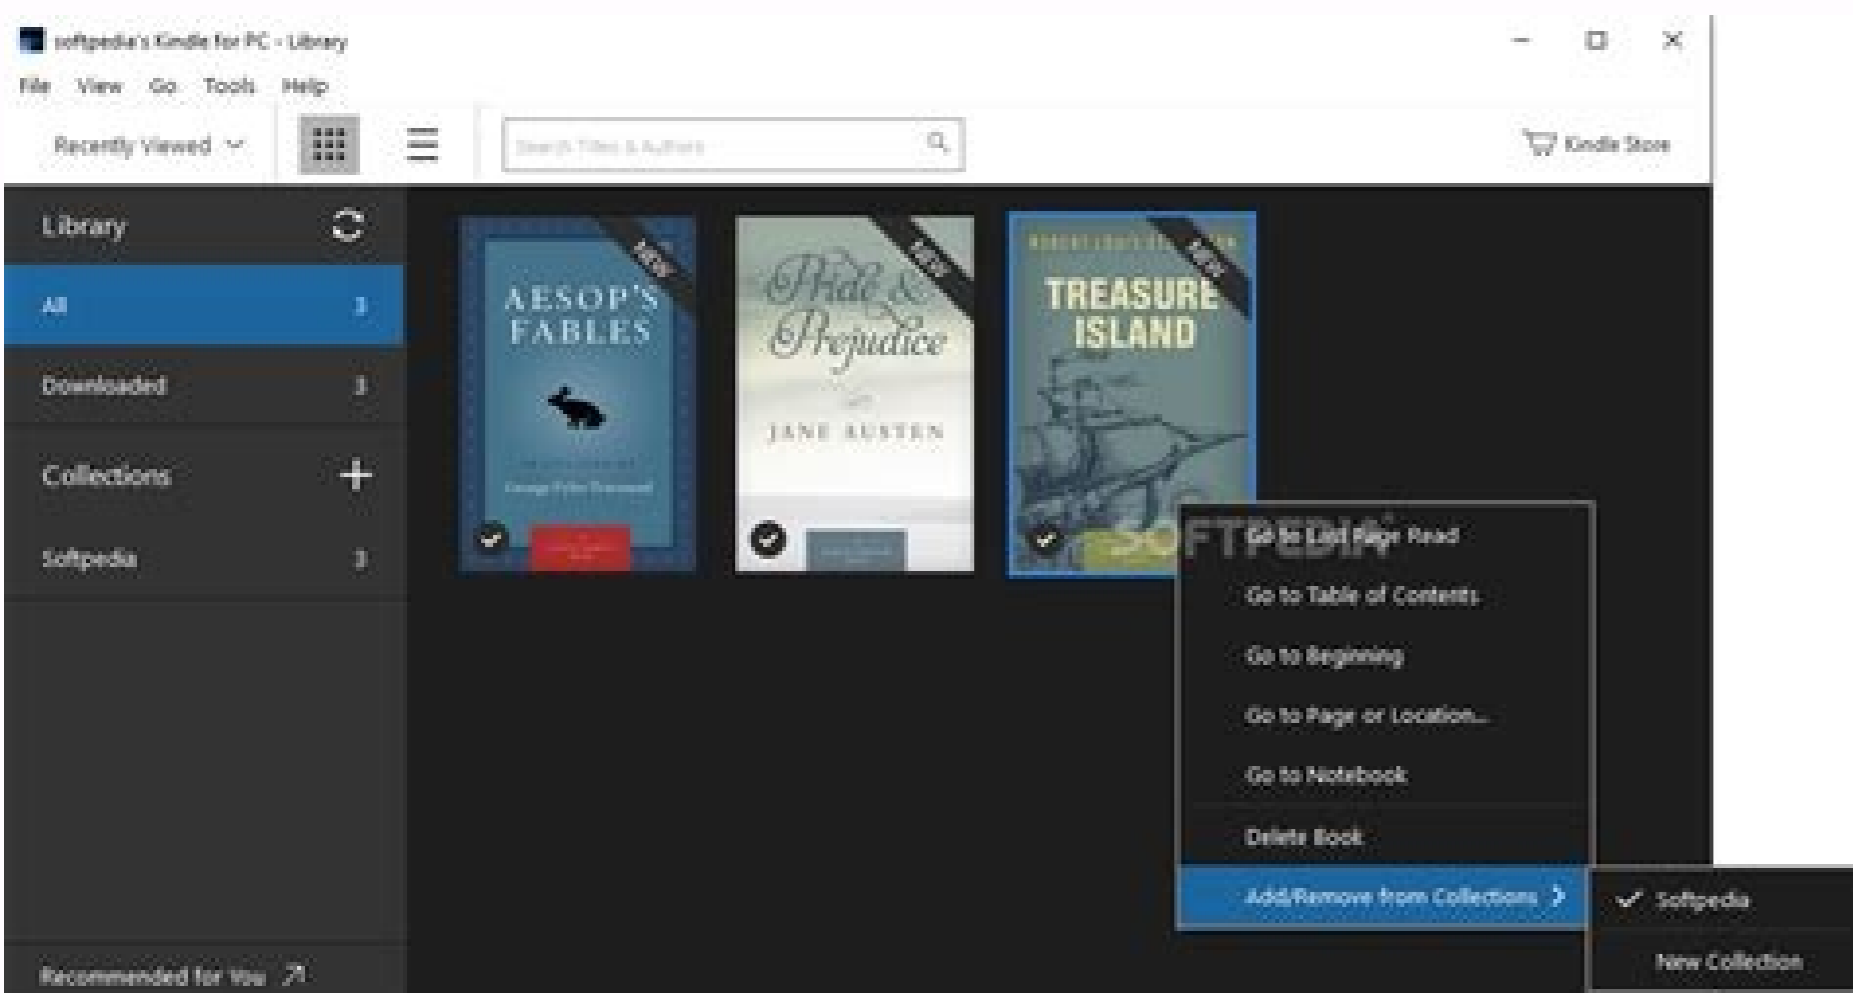 softpedia's Kindle for PC - Library
File View Go Tools Help
Recently Viewed
Search Titles & Authors
Kindle Store
Library
All 3
Downloaded 3
Collections
Softpedia 3
Recommended for You
NEW
AESOP'S
FABLES
NEW
Pride &
Prejudice
JANE AUSTEN
NEW
TREASURE
ISLAND
SOFTPEDIA
Go to Last Page Read
Go to Table of Contents
Go to Beginning
Go to Page or Location...
Go to Notebook
Delete Book
Add/Remove from Collections
Softpedia
New Collection